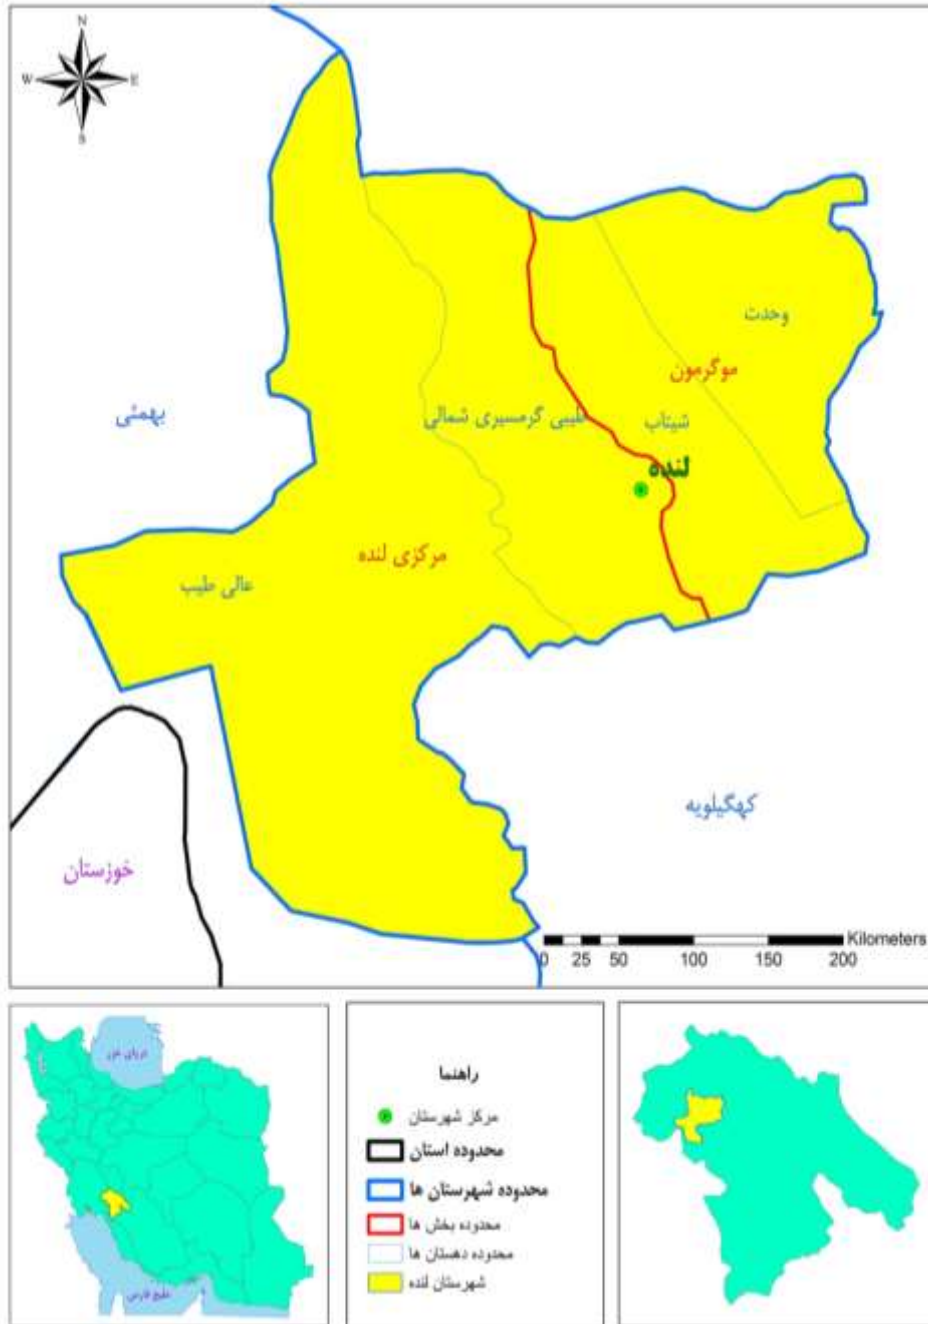 N
W
E
S
وحدت
موگرمون
بهمئی
طیبی گرمسیری شمالی
شیتاب
لنده
مرکزی لنده
عالی طیب
کهگیلویه
خوزستان
Kilometers
0 25 50 100 150 200
دریای خزر
خلیج فارس
راهنما
مرکز شهرستان
محدوده استان
محدوده شهرستان ها
محدوده بخش ها
محدوده دهستان ها
شهرستان لنده